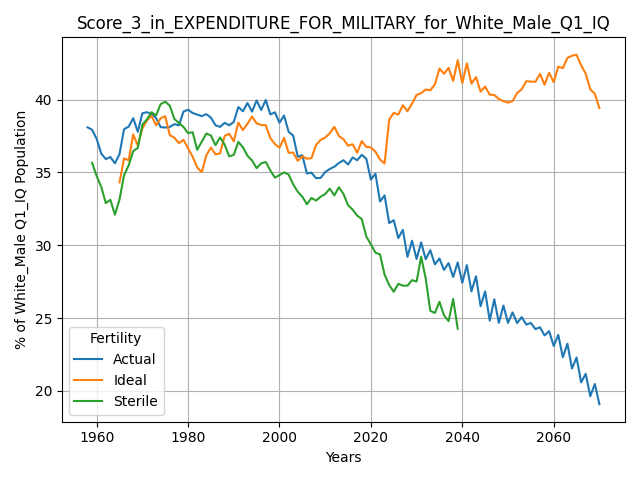 Score_3_in_EXPENDITURE_FOR_MILITARY_for_White_Male_Q1_IQ
% of White_Male Q1_IQ Population
40
35
30
25
20
Fertility
Actual
Ideal
Sterile
1960 1980 2000 2020 2040 2060
Years